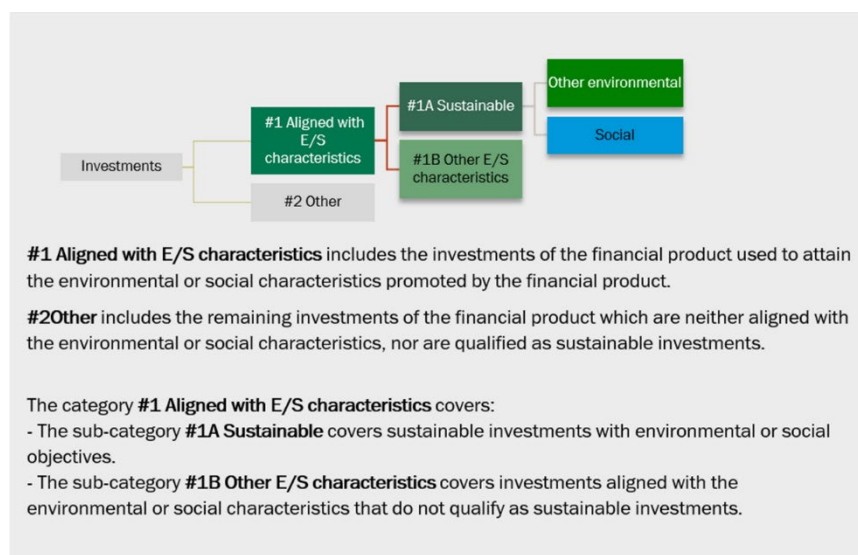 Investments
#1 Aligned with
E/S
characteristics
#2 Other
#1A Sustainable
#1B Other E/S
characteristics
Other environmental
Social
#1 Aligned with E/S characteristics includes the investments of the financial product used to attain
the environmental or social characteristics promoted by the financial product.
#2Other includes the remaining investments of the financial product which are neither aligned with
the environmental or social characteristics, nor are qualified as sustainable investments.
The category #1 Aligned with E/S characteristics covers:
- The sub-category #1A Sustainable covers sustainable investments with environmental or social
objectives.
- The sub-category #1B Other E/S characteristics covers investments aligned with the
environmental or social characteristics that do not qualify as sustainable investments.